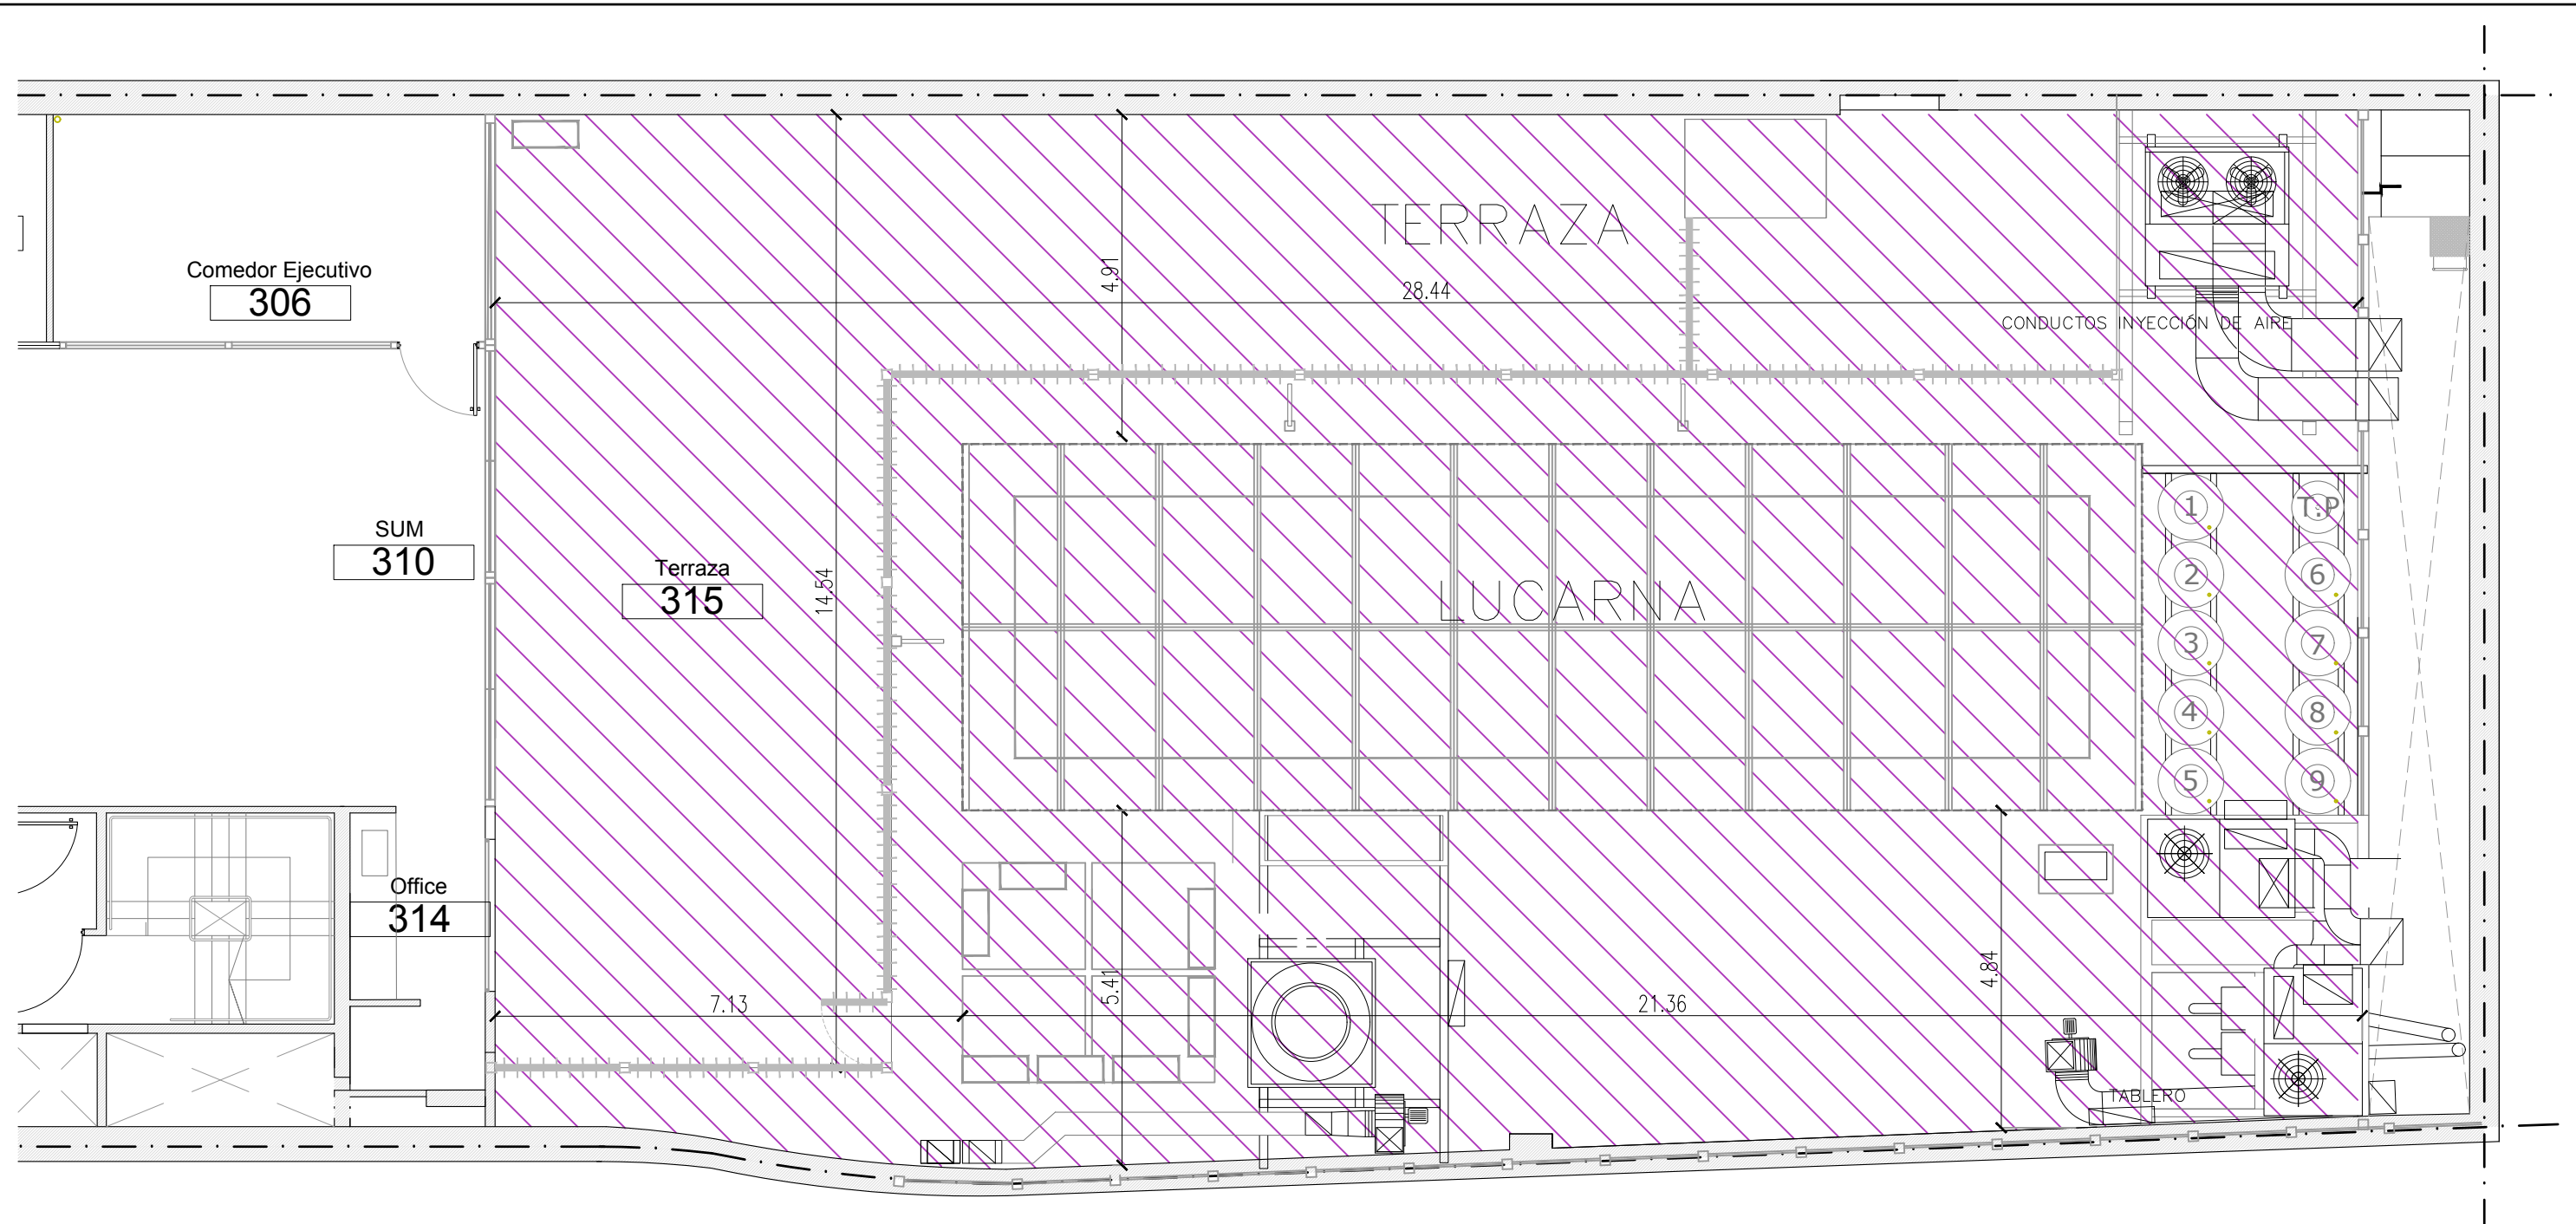 TERRAZA
Comedor Ejecutivo
306
4.91
28.44
CONDUCTOS INYECCIÓN DE AIRE
SUM
310
Terraza
315
14.54
LUCARNA
1
T.P
2
6
3
7
4
8
5
9
Office
314
7.13
5.41
21.36
4.84
TABLERO